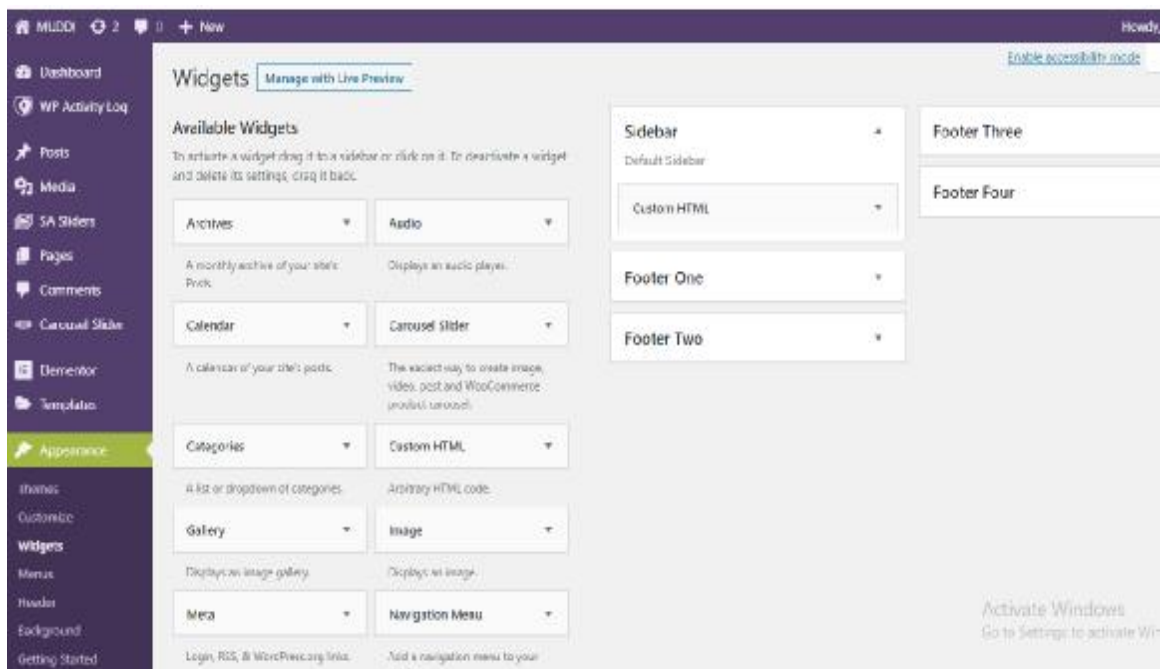 MUDDI 2 0 + New
Howdy,
Dashboard
WP Activity Log
Posts
Media
SA Sliders
Pages
Comments
Carousel Slider
Elementor
Templates
Appearance
Themes
Customize
Widgets
Menus
Header
Background
Getting Started
Enable accessibility mode
Widgets Manage with Live Preview
Available Widgets
To activate a widget drag it to a sidebar or click on it. To deactivate a widget
and delete its settings, drag it back.
Archives
A monthly archive of your site's
Posts.
Audio
Displays an audio player.
Calendar
A calendar of your site's posts.
Carousel Slider
The easiest way to create image,
video, post and WooCommerce
product carousel.
Categories
A list or dropdown of categories.
Custom HTML
Arbitrary HTML code.
Gallery
Displays an image gallery.
Image
Displays an image.
Meta
Login, RSS, & WordPress.org links.
Navigation Menu
Add a navigation menu to your
Sidebar
Default Sidebar
Custom HTML
Footer One
Footer Two
Footer Three
Footer Four
Activate Windows
Go to Settings to activate Win